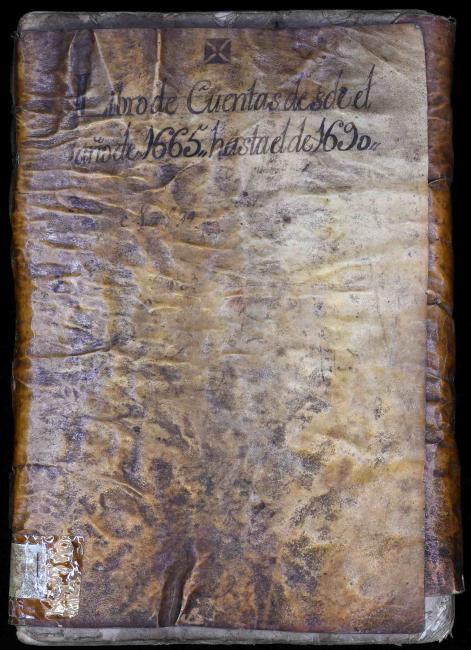 Libro de Cuentas desde el
año de,,1665,, hasta el de 1690,,